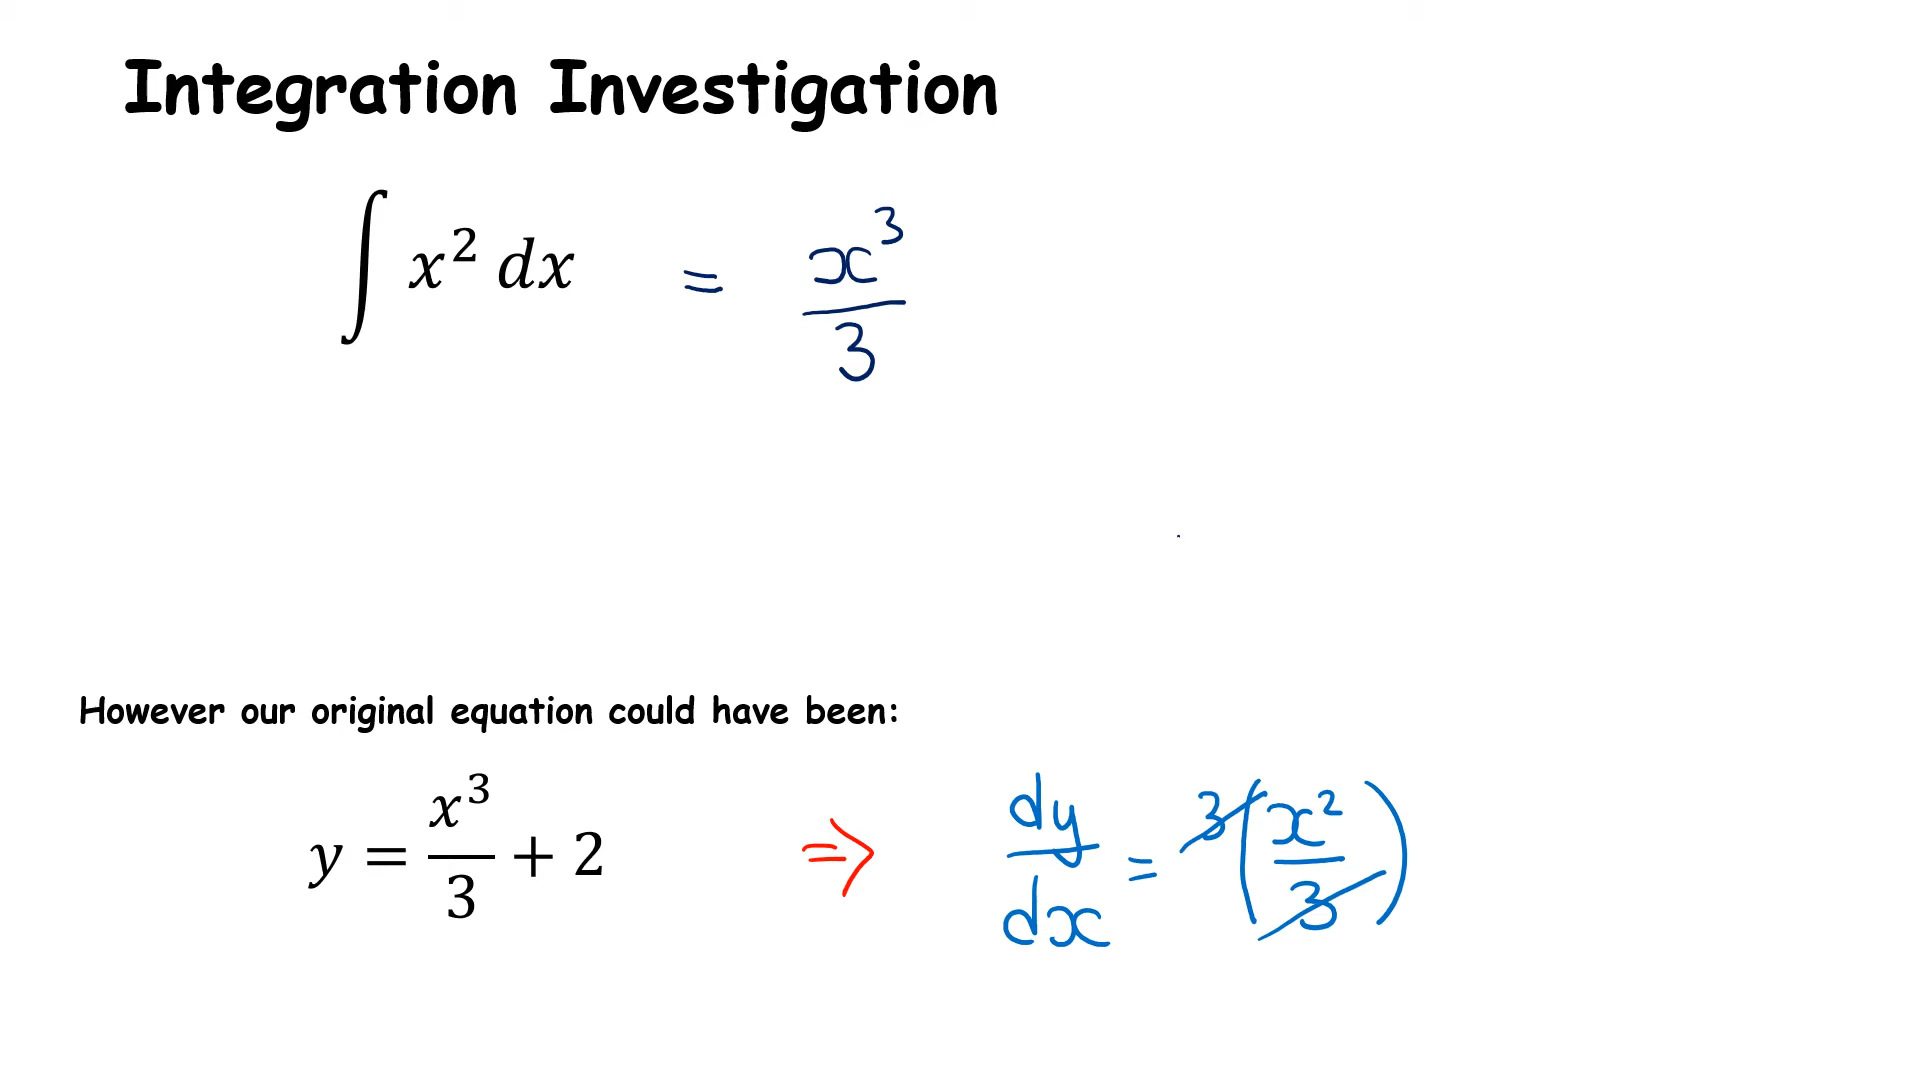 Integration Investigation
∫ x² dx = x³/3
However our original equation could have been:
y = x³/3 + 2 ⇒ dy/dx = 3(x²/3)